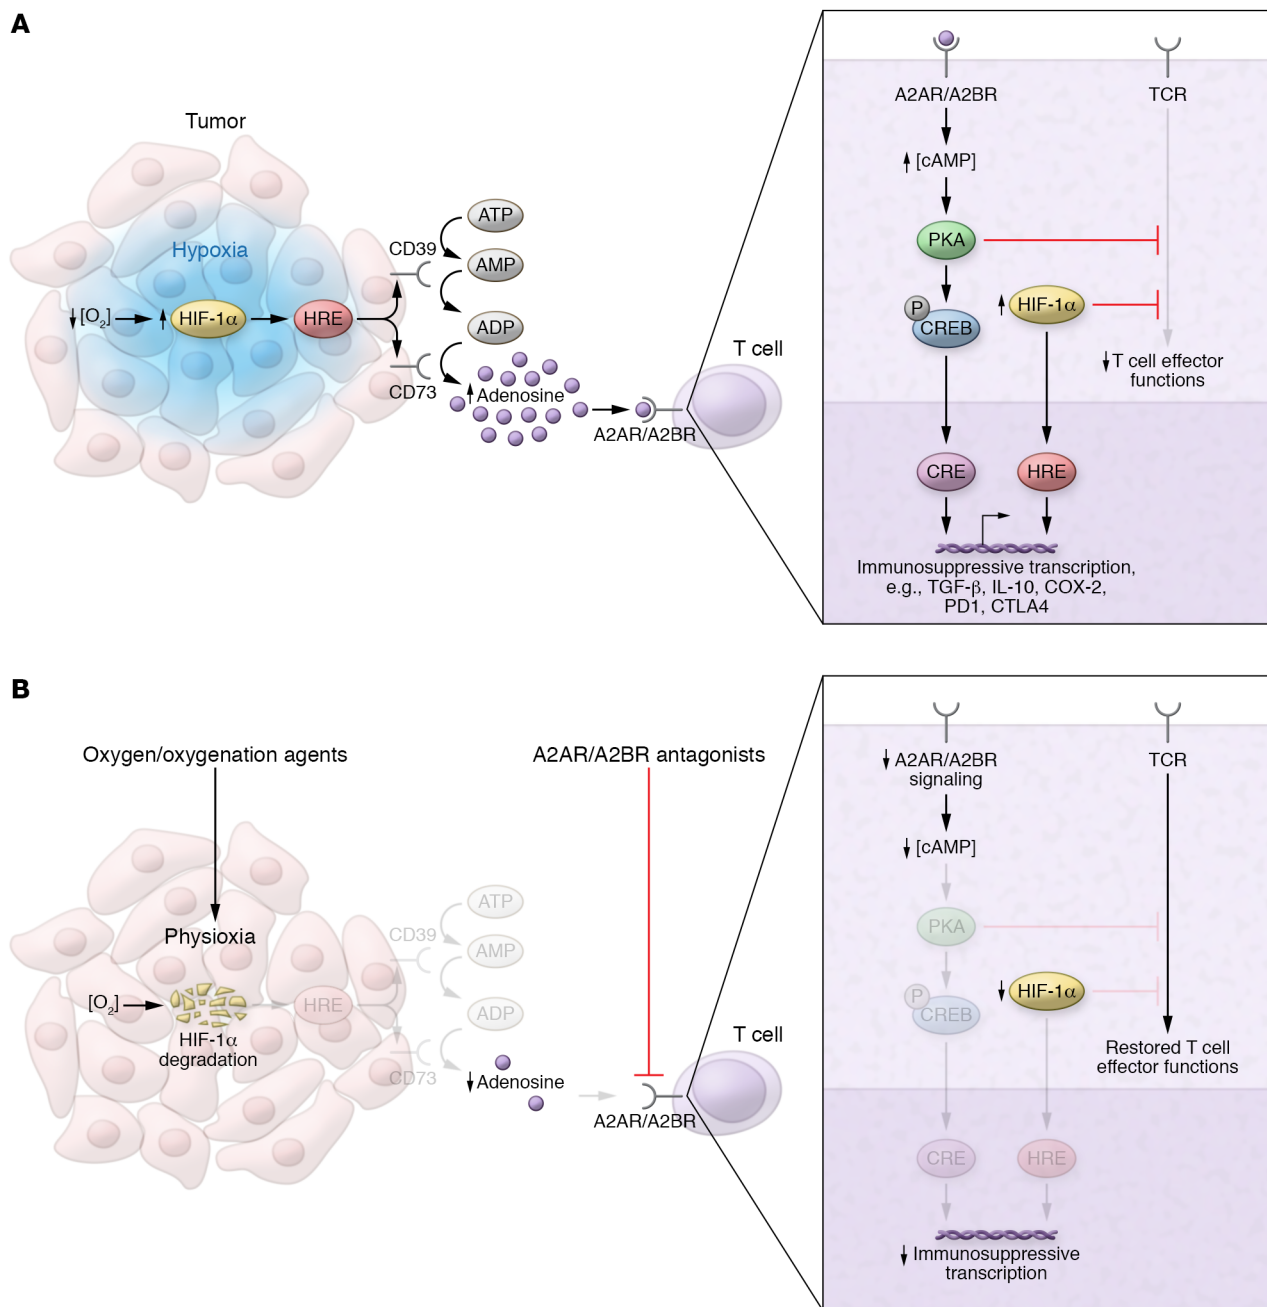 A
Tumor
Hypoxia
[O₂]
HIF-1α
HRE
CD39
CD73
ATP
AMP
ADP
Adenosine
A2AR/A2BR
T cell
A2AR/A2BR
TCR
[cAMP]
PKA
P
CREB
HIF-1α
T cell effector
functions
CRE
HRE
Immunosuppressive transcription,
e.g., TGF-β, IL-10, COX-2,
PD1, CTLA4
B
Oxygen/oxygenation agents
A2AR/A2BR antagonists
Physioxia
[O₂]
HIF-1α
degradation
HRE
CD39
CD73
ATP
AMP
ADP
Adenosine
A2AR/A2BR
T cell
A2AR/A2BR
signaling
TCR
[cAMP]
PKA
P
CREB
HIF-1α
Restored T cell
effector functions
CRE
HRE
Immunosuppressive
transcription